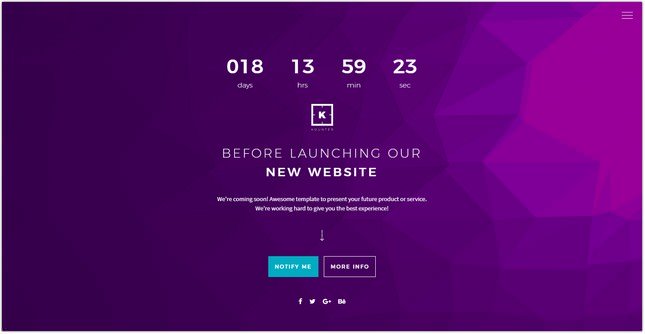 018 13 59 23
days hrs min sec
K
KOUNTER
BEFORE LAUNCHING OUR
NEW WEBSITE
We're coming soon! Awesome template to present your future product or service.
We're working hard to give you the best experience!
NOTIFY ME MORE INFO
G+ Bē